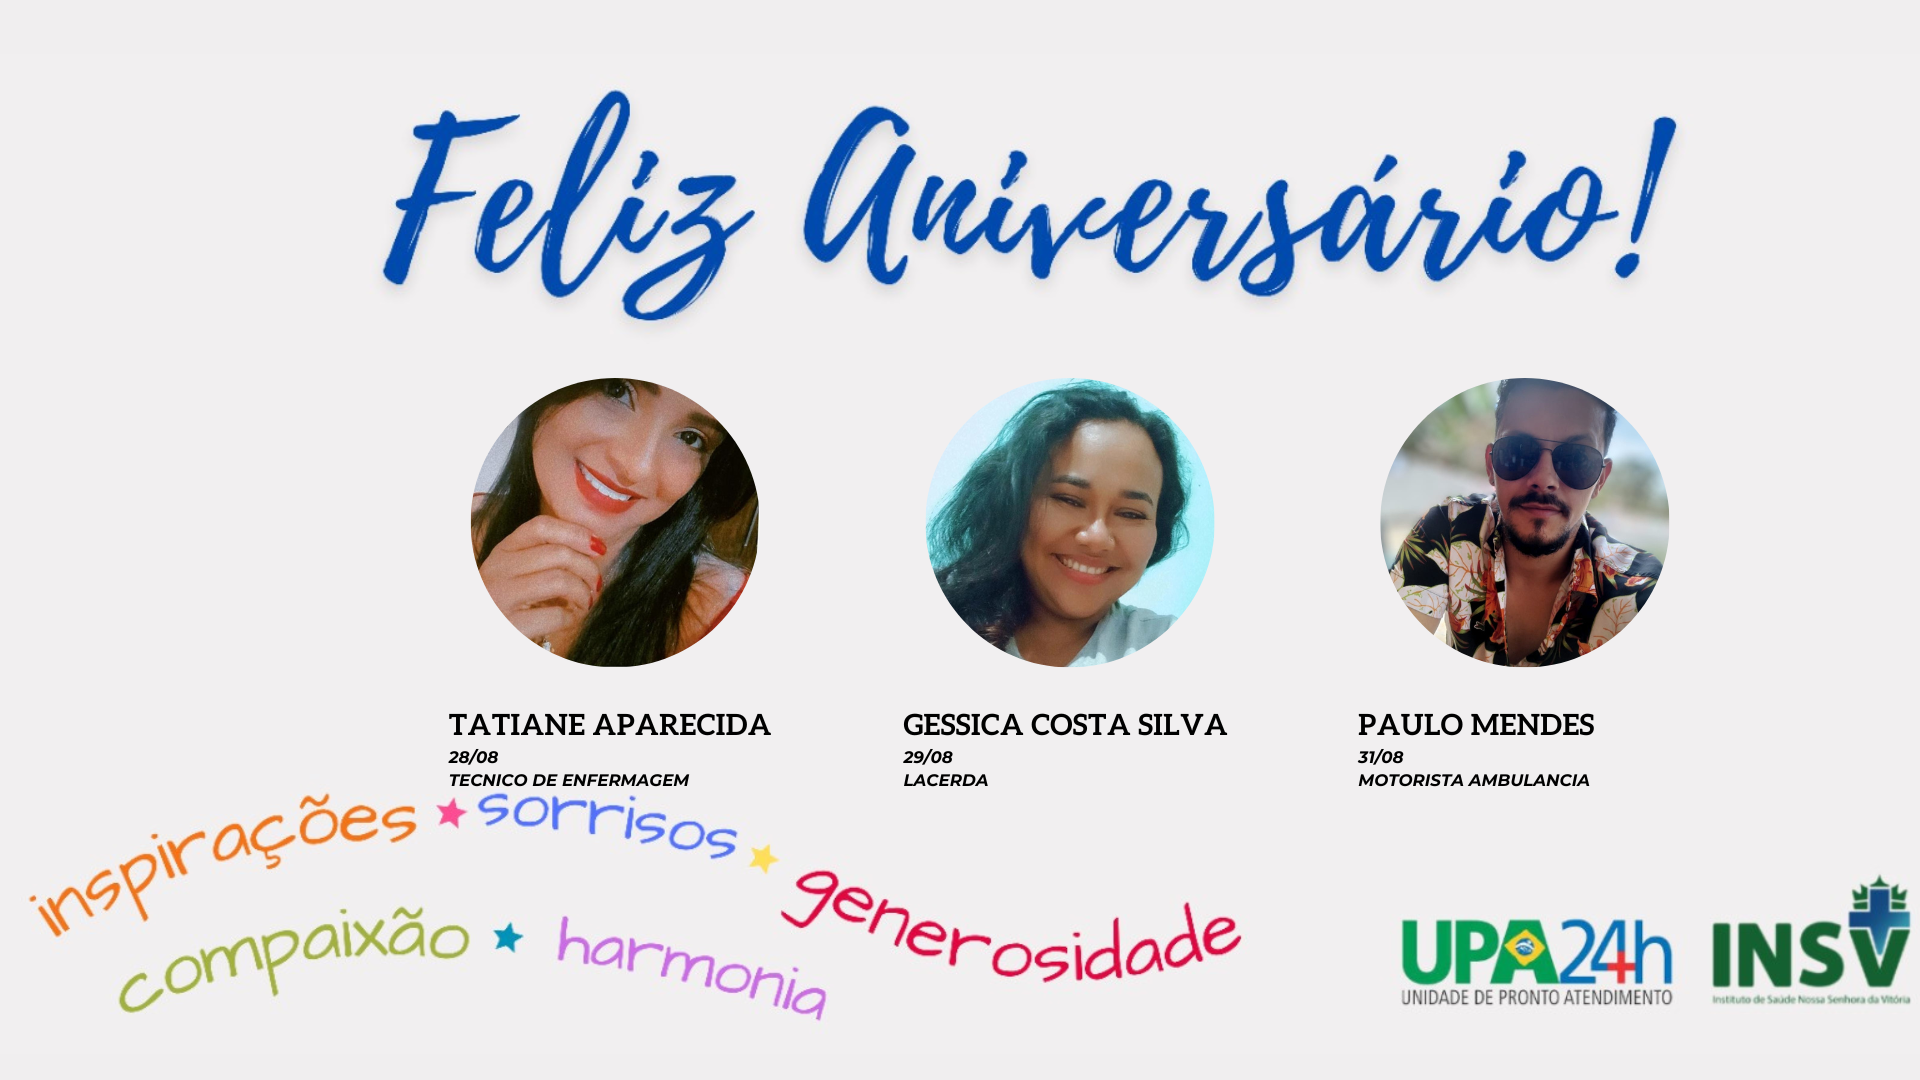 Feliz Aniversário!
TATIANE APARECIDA
28/08
TECNICO DE ENFERMAGEM
GESSICA COSTA SILVA
29/08
LACERDA
PAULO MENDES
31/08
MOTORISTA AMBULANCIA
inspirações sorrisos generosidade
compaixão harmonia
UPA24h
UNIDADE DE PRONTO ATENDIMENTO
INSV
Instituto de Saúde Nossa Senhora da Vitória